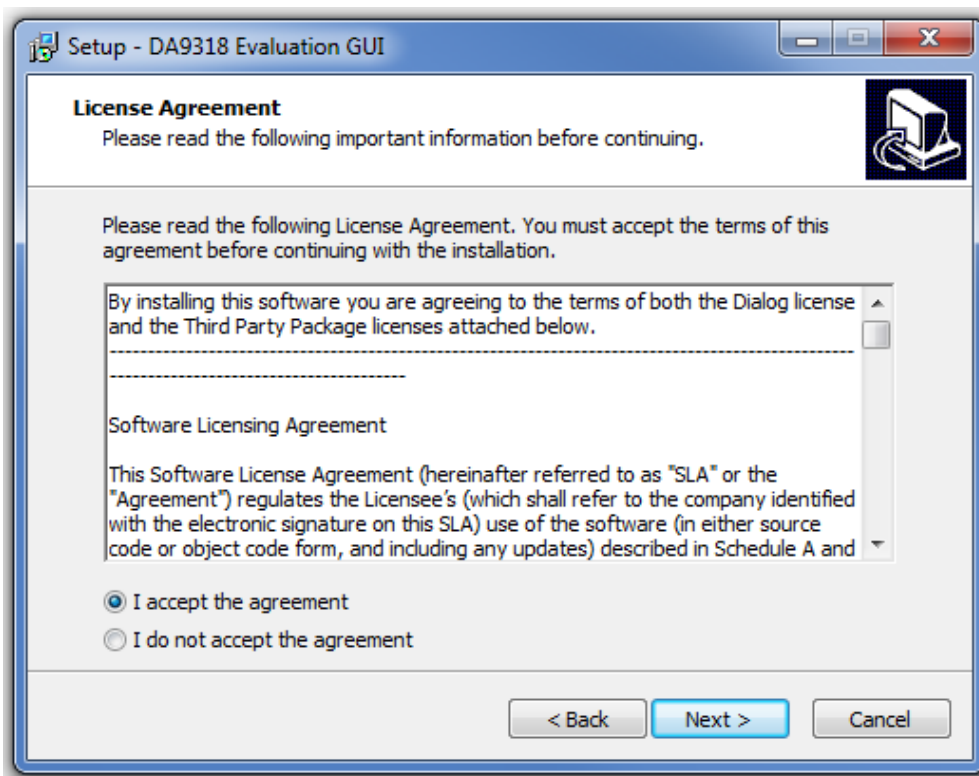 Setup - DA9318 Evaluation GUI
License Agreement
Please read the following important information before continuing.
Please read the following License Agreement. You must accept the terms of this
agreement before continuing with the installation.
By installing this software you are agreeing to the terms of both the Dialog license
and the Third Party Package licenses attached below.
--------------------------------------------------------------------------------------------------
---------------------------------------
Software Licensing Agreement
This Software License Agreement (hereinafter referred to as "SLA" or the
"Agreement") regulates the Licensee's (which shall refer to the company identified
with the electronic signature on this SLA) use of the software (in either source
code or object code form, and including any updates) described in Schedule A and
I accept the agreement
I do not accept the agreement
< Back Next > Cancel